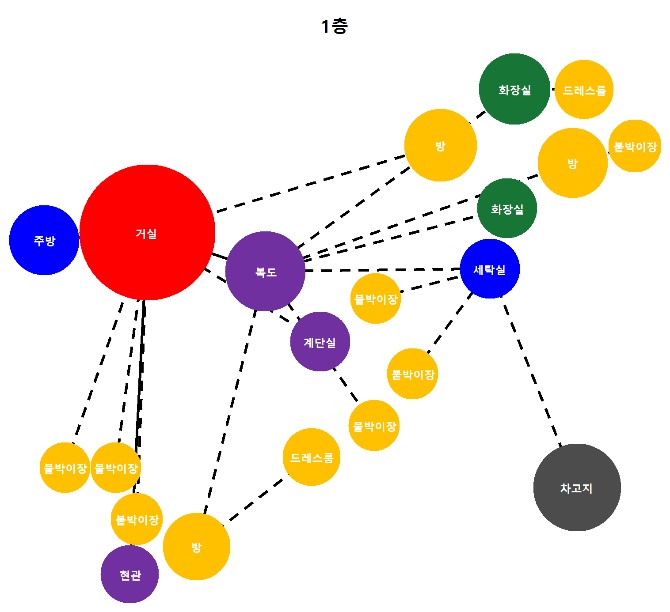 1층
화장실
드레스룸
방
방
붙박이장
화장실
거실
주방
복도
세탁실
붙박이장
계단실
붙박이장
붙박이장
드레스룸
붙박이장
붙박이장
차고지
붙박이장
방
현관